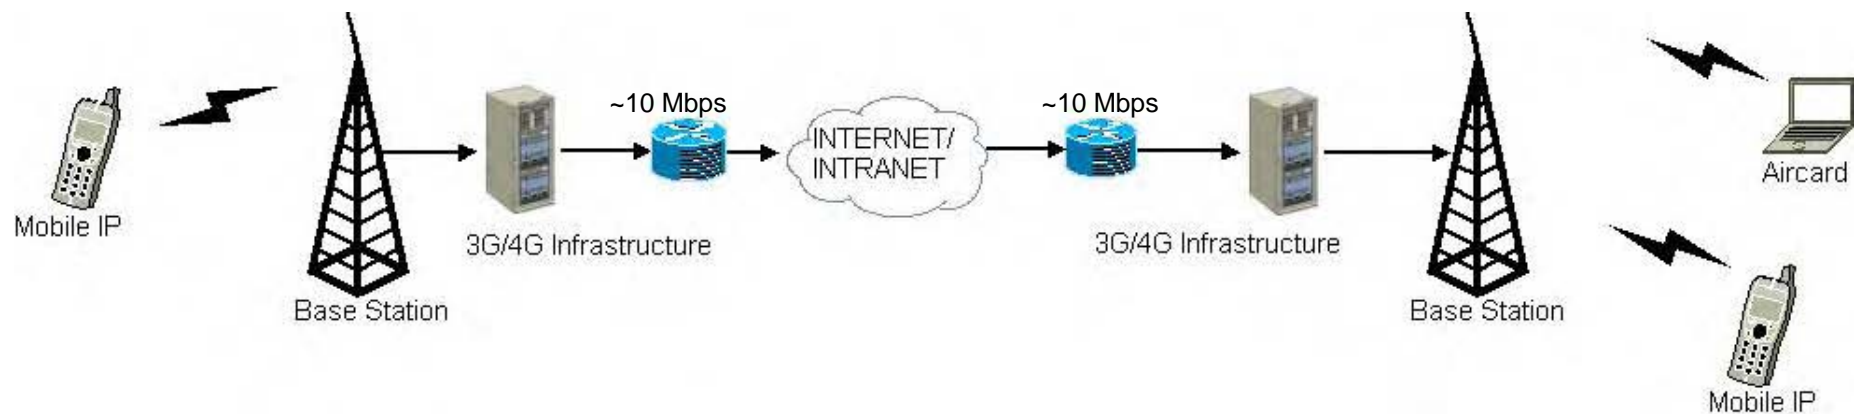 ~10 Mbps
~10 Mbps
INTERNET/
INTRANET
Aircard
Mobile IP
3G/4G Infrastructure
3G/4G Infrastructure
Base Station
Base Station
Mobile IP